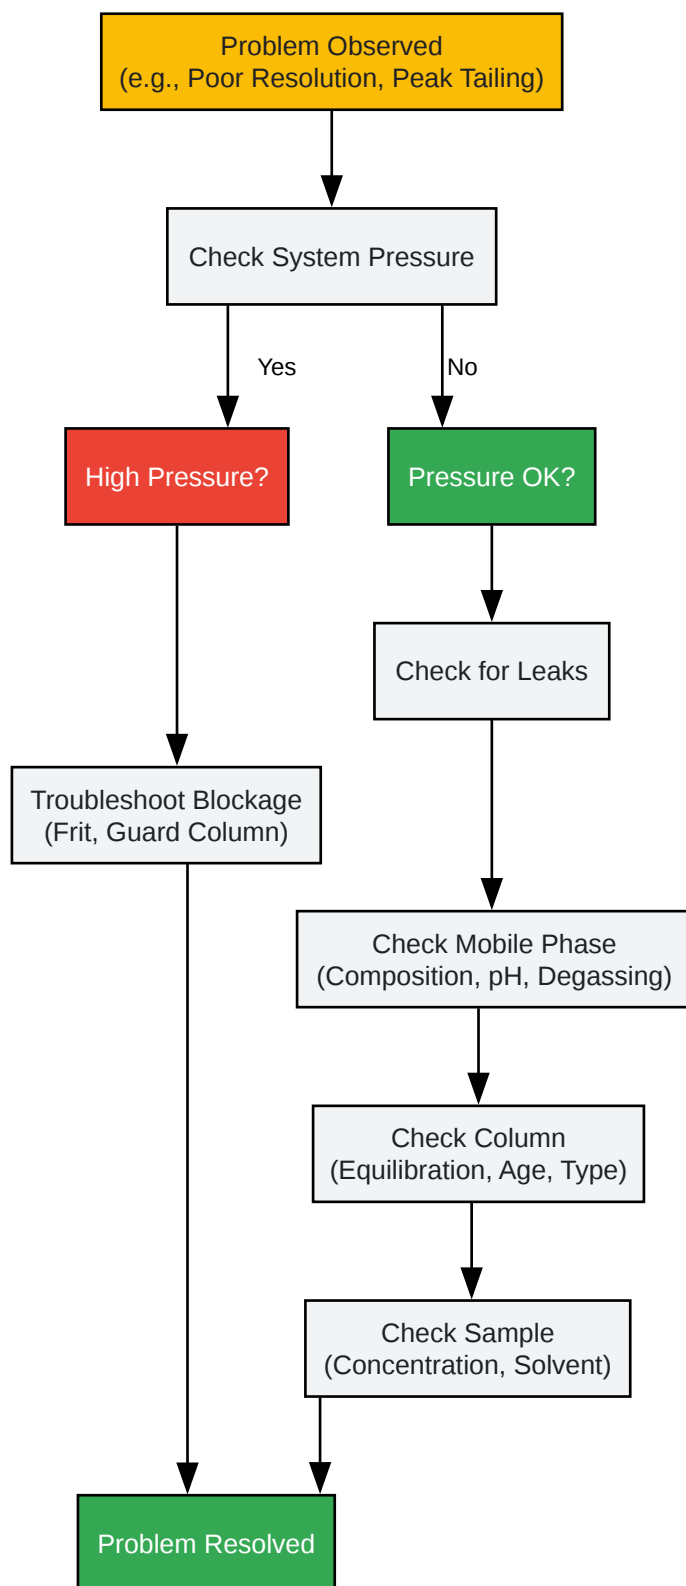 Problem Observed
(e.g., Poor Resolution, Peak Tailing)
Check System Pressure
Yes
No
High Pressure?
Pressure OK?
Check for Leaks
Troubleshoot Blockage
(Frit, Guard Column)
Check Mobile Phase
(Composition, pH, Degassing)
Check Column
(Equilibration, Age, Type)
Check Sample
(Concentration, Solvent)
Problem Resolved